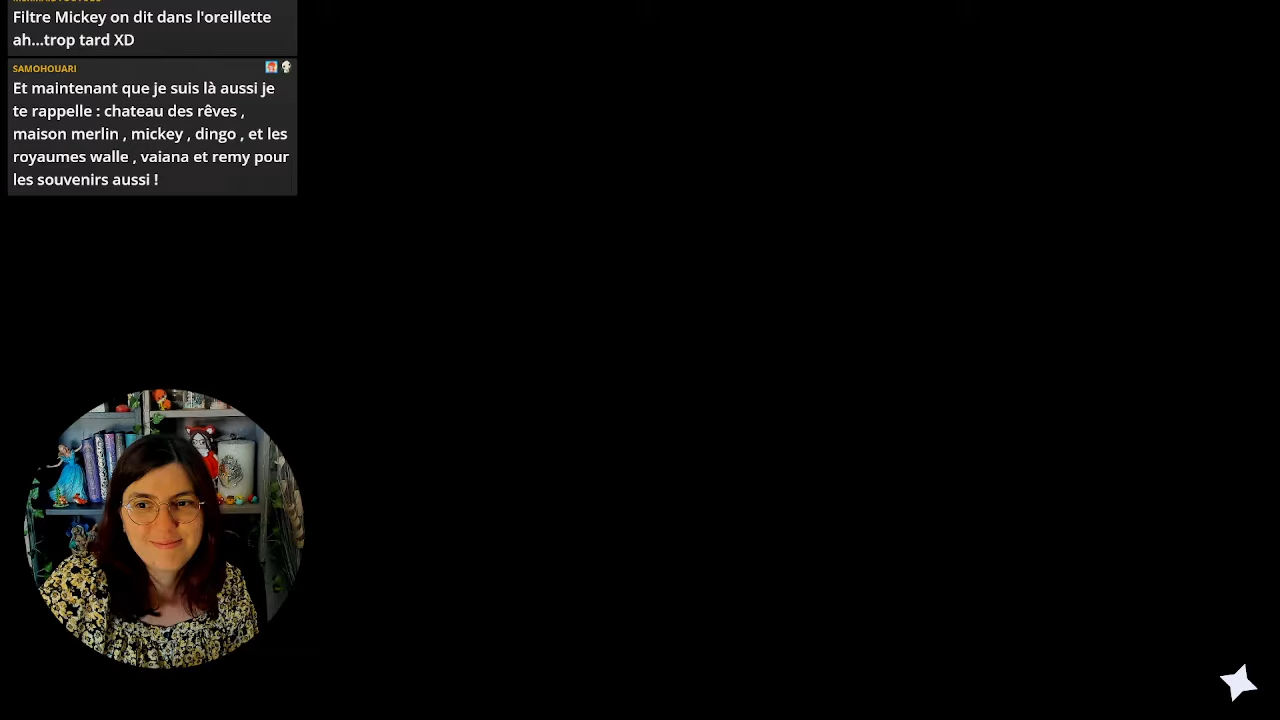 Filtre Mickey on dit dans l'oreillette
ah...trop tard XD
SAMOHOUARI
Et maintenant que je suis là aussi je
te rappelle : chateau des rêves ,
maison merlin , mickey , dingo , et les
royaumes walle , vaiana et remy pour
les souvenirs aussi !